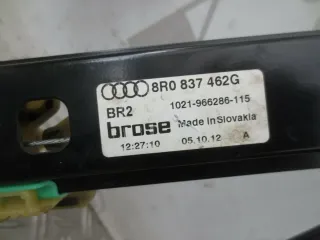 8R0 837 462G
BR2 1021-966286-115
brose Made in Slovakia
12:27:10 05.10.12 A